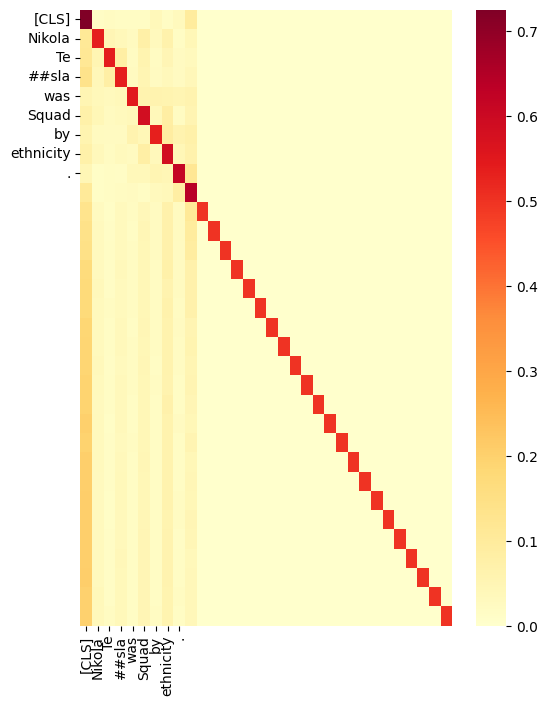 [CLS]
Nikola
Te
##sla
was
Squad
by
ethnicity
.
0.7
0.6
0.5
0.4
0.3
0.2
0.1
0.0
[CLS]
Nikola
Te
##sla
was
Squad
by
ethnicity
.